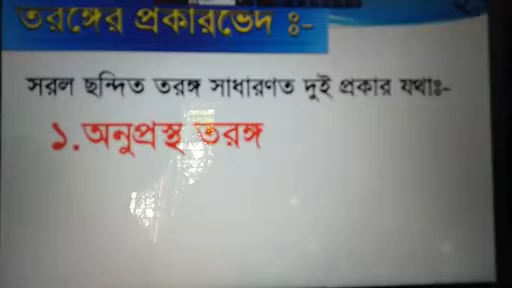 তরঙ্গের প্রকারভেদ ঃ-
সরল ছন্দিত তরঙ্গ সাধারণত দুই প্রকার যথাঃ-
১.অনুপ্রস্থ তরঙ্গ